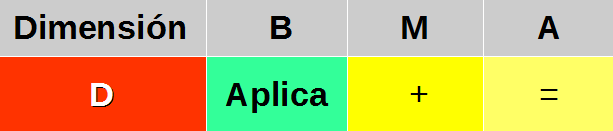 Dimensión B M A
D Aplica + =